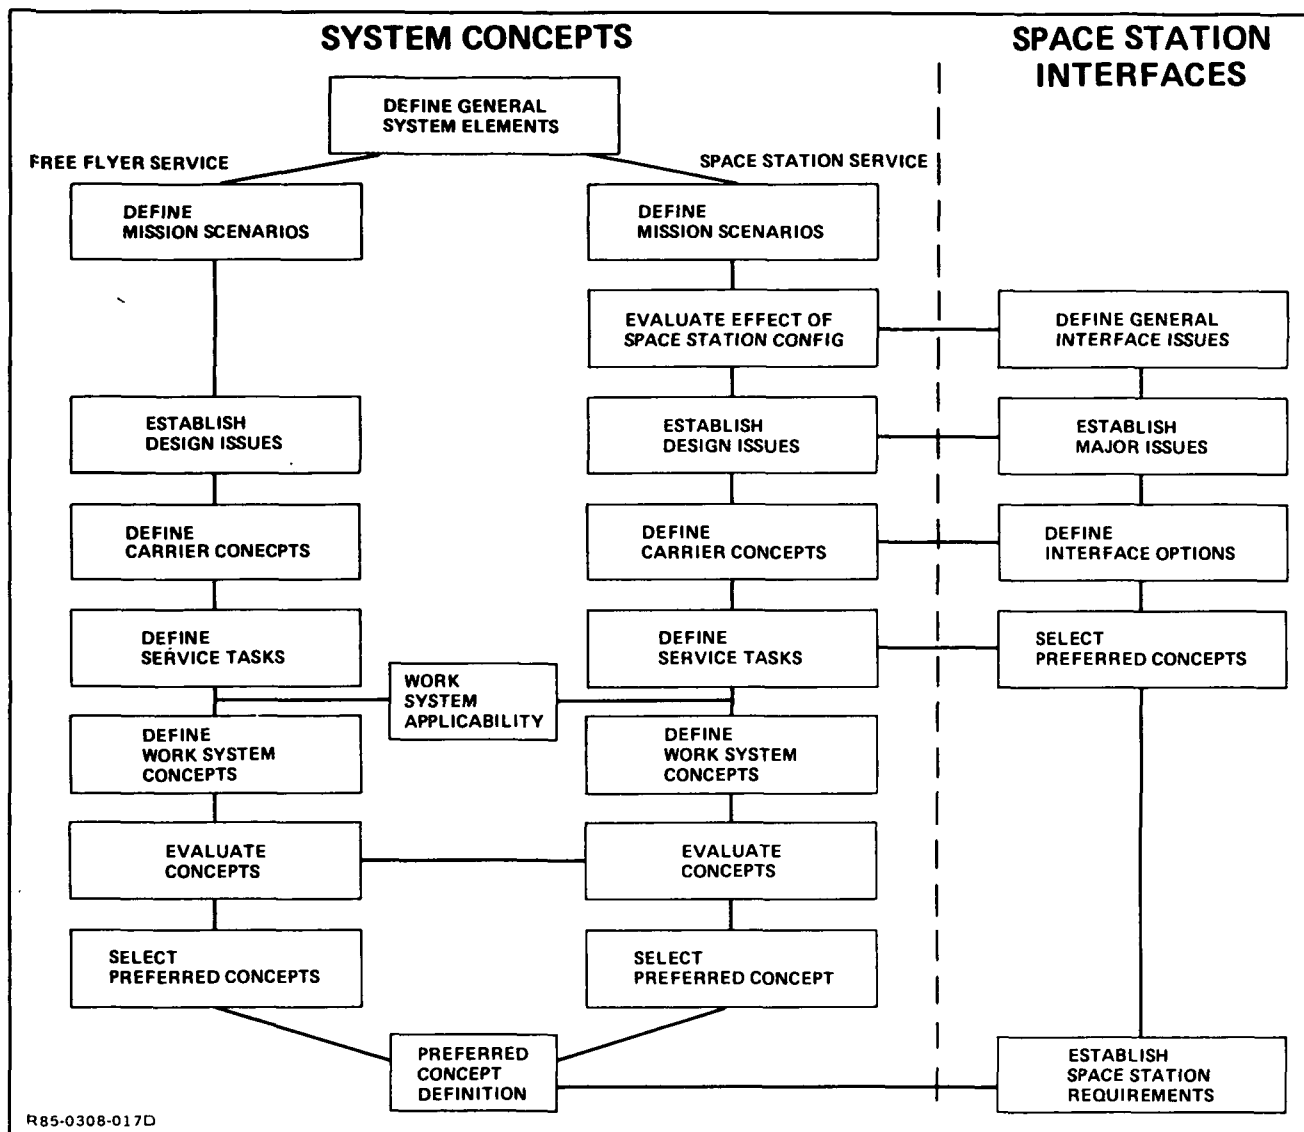 SYSTEM CONCEPTS
SPACE STATION
INTERFACES
DEFINE GENERAL
SYSTEM ELEMENTS
FREE FLYER SERVICE
SPACE STATION SERVICE
DEFINE
MISSION SCENARIOS
DEFINE
MISSION SCENARIOS
EVALUATE EFFECT OF
SPACE STATION CONFIG
DEFINE GENERAL
INTERFACE ISSUES
ESTABLISH
DESIGN ISSUES
ESTABLISH
DESIGN ISSUES
ESTABLISH
MAJOR ISSUES
DEFINE
CARRIER CONECPTS
DEFINE
CARRIER CONCEPTS
DEFINE
INTERFACE OPTIONS
DEFINE
SERVICE TASKS
DEFINE
SERVICE TASKS
SELECT
PREFERRED CONCEPTS
WORK
SYSTEM
APPLICABILITY
DEFINE
WORK SYSTEM
CONCEPTS
DEFINE
WORK SYSTEM
CONCEPTS
EVALUATE
CONCEPTS
EVALUATE
CONCEPTS
SELECT
PREFERRED CONCEPTS
SELECT
PREFERRED CONCEPT
PREFERRED
CONCEPT
DEFINITION
ESTABLISH
SPACE STATION
REQUIREMENTS
R85-0308-017D